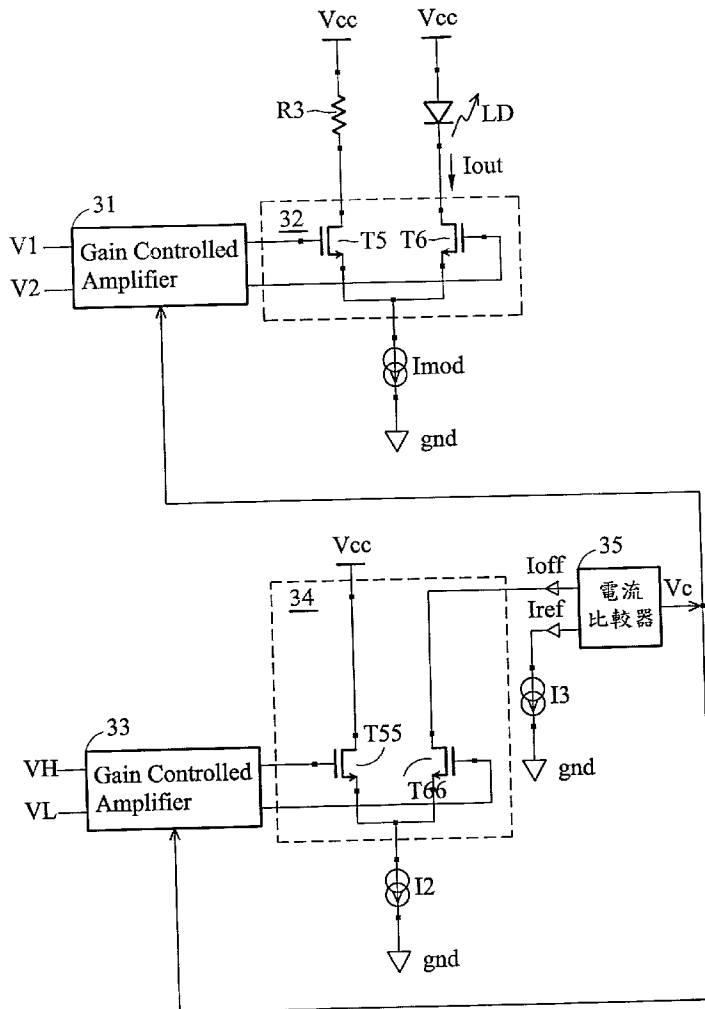 Vcc
Vcc
R3
LD
Iout
31
32
V1
V2
Gain Controlled
Amplifier
T5
T6
Imod
gnd
Vcc
34
Ioff
Iref
35
電流
比較器
Vc
I3
gnd
33
VH
VL
Gain Controlled
Amplifier
T55
T66
I2
gnd